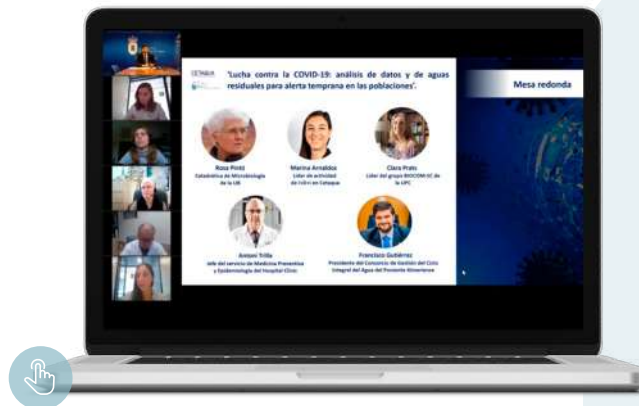 CETAQUA
'Lucha contra la COVID-19: análisis de datos y de aguas
residuales para alerta temprana en las poblaciones'.
Mesa redonda
Rosa Pintó
Catedrática de Microbiología
de la UB
Marina Arnaldos
Líder de actividad
de I+D+i en Cetaqua
Clara Prats
Líder del grupo BIOCOM-SC de
la UPC
Antoni Trilla
Jefe del servicio de Medicina Preventiva
y Epidemiología del Hospital Clínic
Francisco Gutiérrez
Presidente del Consorcio de Gestión del Ciclo
Integral del Agua del Poniente Almeriense